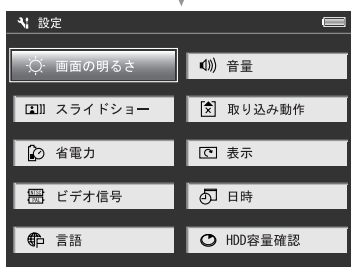 設定
画面の明るさ
音量
スライドショー
取り込み動作
省電力
表示
ビデオ信号
日時
言語
HDD容量確認